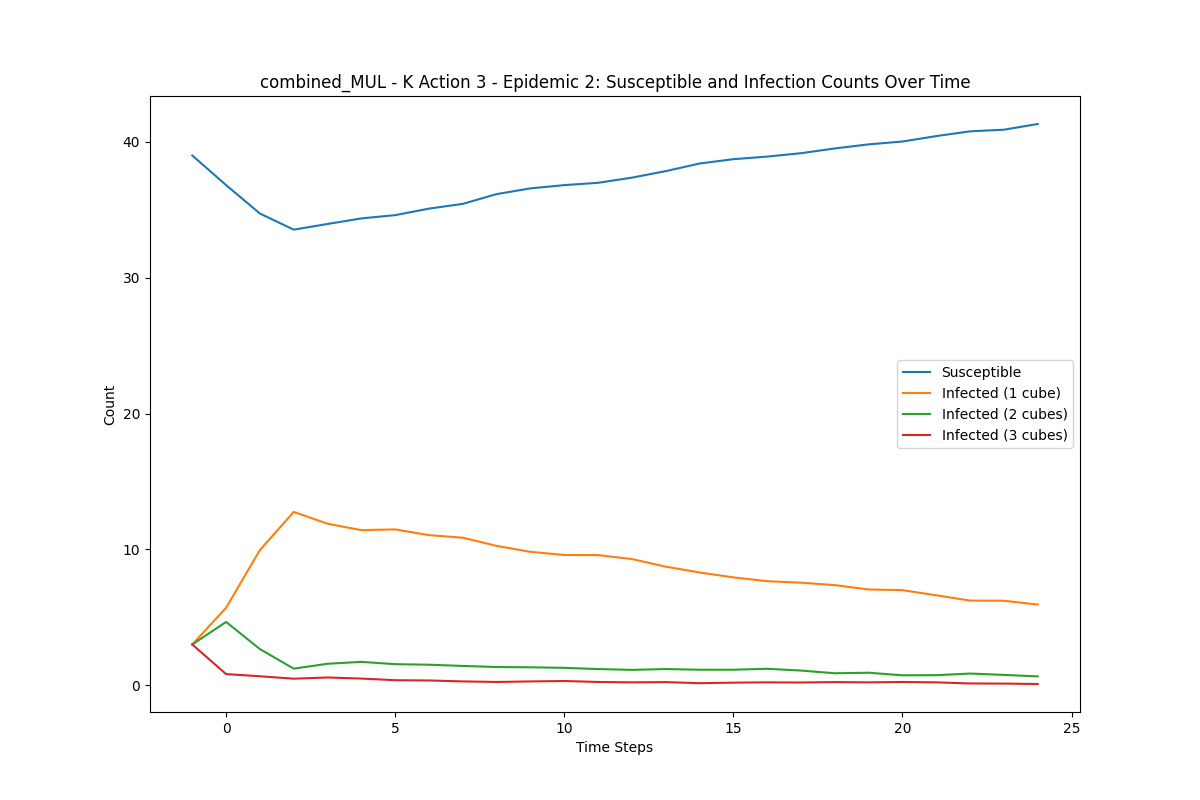 combined_MUL - K Action 3 - Epidemic 2: Susceptible and Infection Counts Over Time
40
30
20
10
0
Count
Susceptible
Infected (1 cube)
Infected (2 cubes)
Infected (3 cubes)
0 5 10 15 20 25
Time Steps